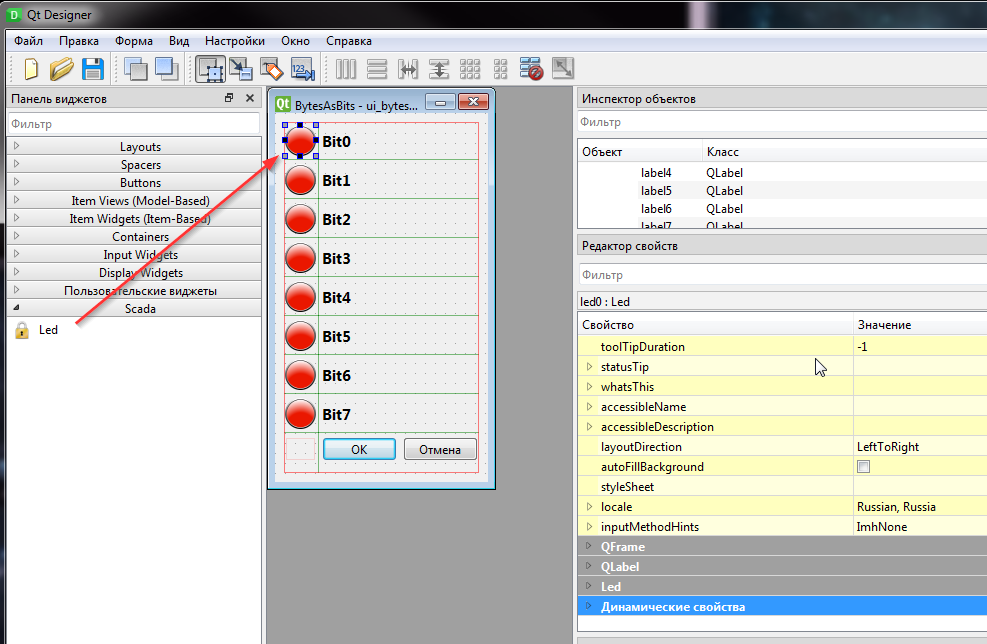 Qt Designer
Файл Правка Форма Вид Настройки Окно Справка
123
Панель виджетов
Фильтр
Layouts
Spacers
Buttons
Item Views (Model-Based)
Item Widgets (Item-Based)
Containers
Input Widgets
Display Widgets
Пользовательские виджеты
Scada
Led
Qt BytesAsBits - ui_bytes...
Bit0
Bit1
Bit2
Bit3
Bit4
Bit5
Bit6
Bit7
OK Отмена
Инспектор объектов
Фильтр
Объект Класс
label4 QLabel
label5 QLabel
label6 QLabel
label7 QLabel
Редактор свойств
Фильтр
led0 : Led
Свойство Значение
toolTipDuration -1
statusTip
whatsThis
accessibleName
accessibleDescription
layoutDirection LeftToRight
autoFillBackground
styleSheet
locale Russian, Russia
inputMethodHints ImhNone
QFrame
QLabel
Led
Динамические свойства